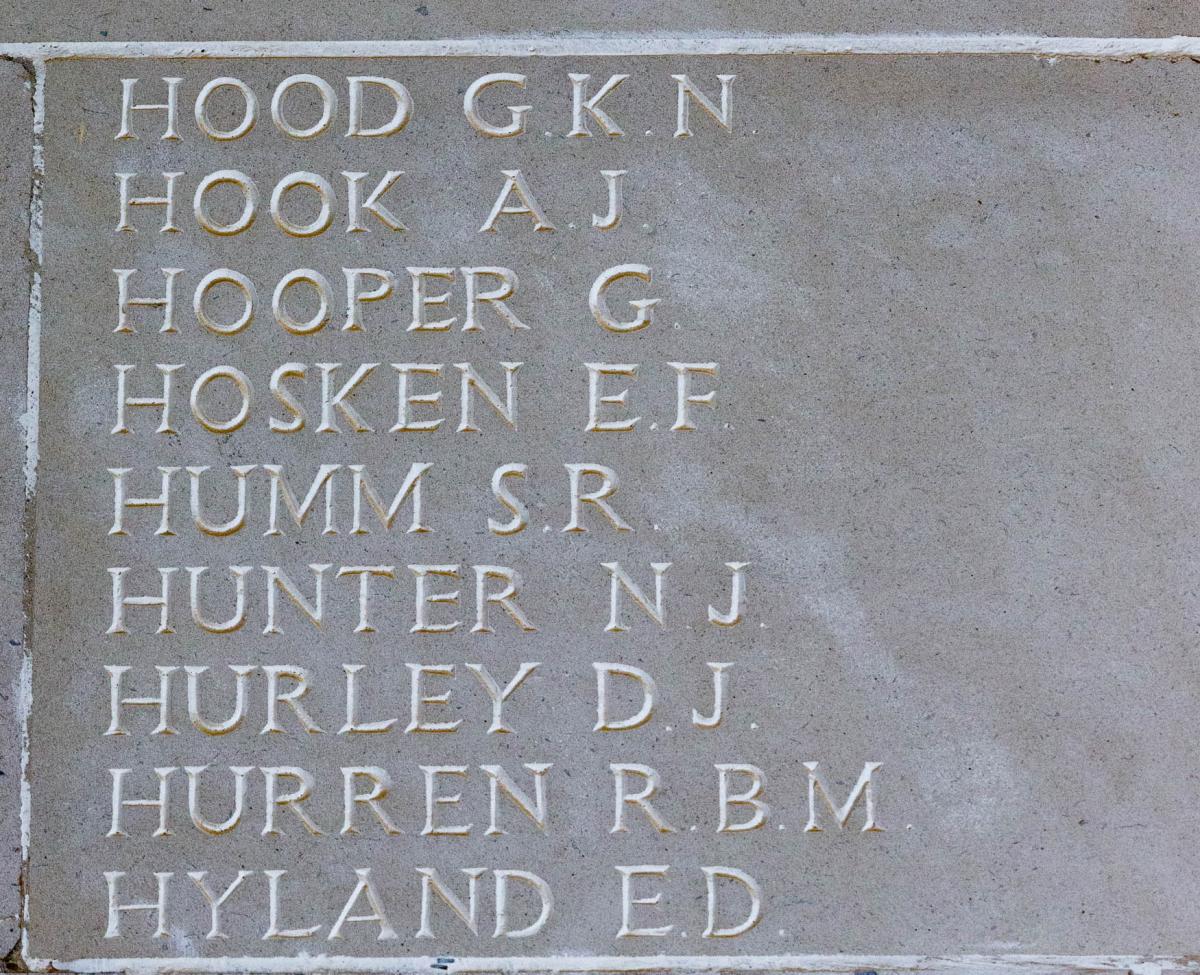 HOOD G.K.N.
HOOK A.J.
HOOPER G.
HOSKEN E.F.
HUMM S.R.
HUNTER N.J.
HURLEY D.J.
HURREN R.B.M.
HYLAND E.D.